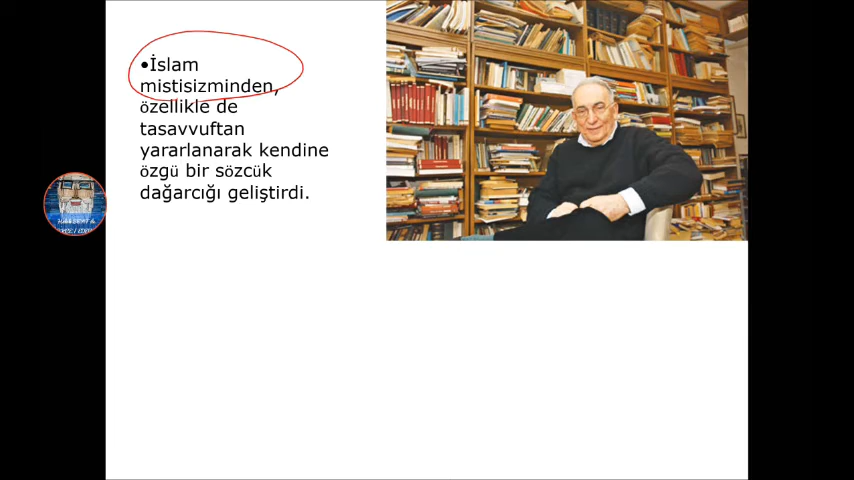 •İslam
mistisizminden,
özellikle de
tasavvuftan
yararlanarak kendine
özgü bir sözcük
dağarcığı geliştirdi.